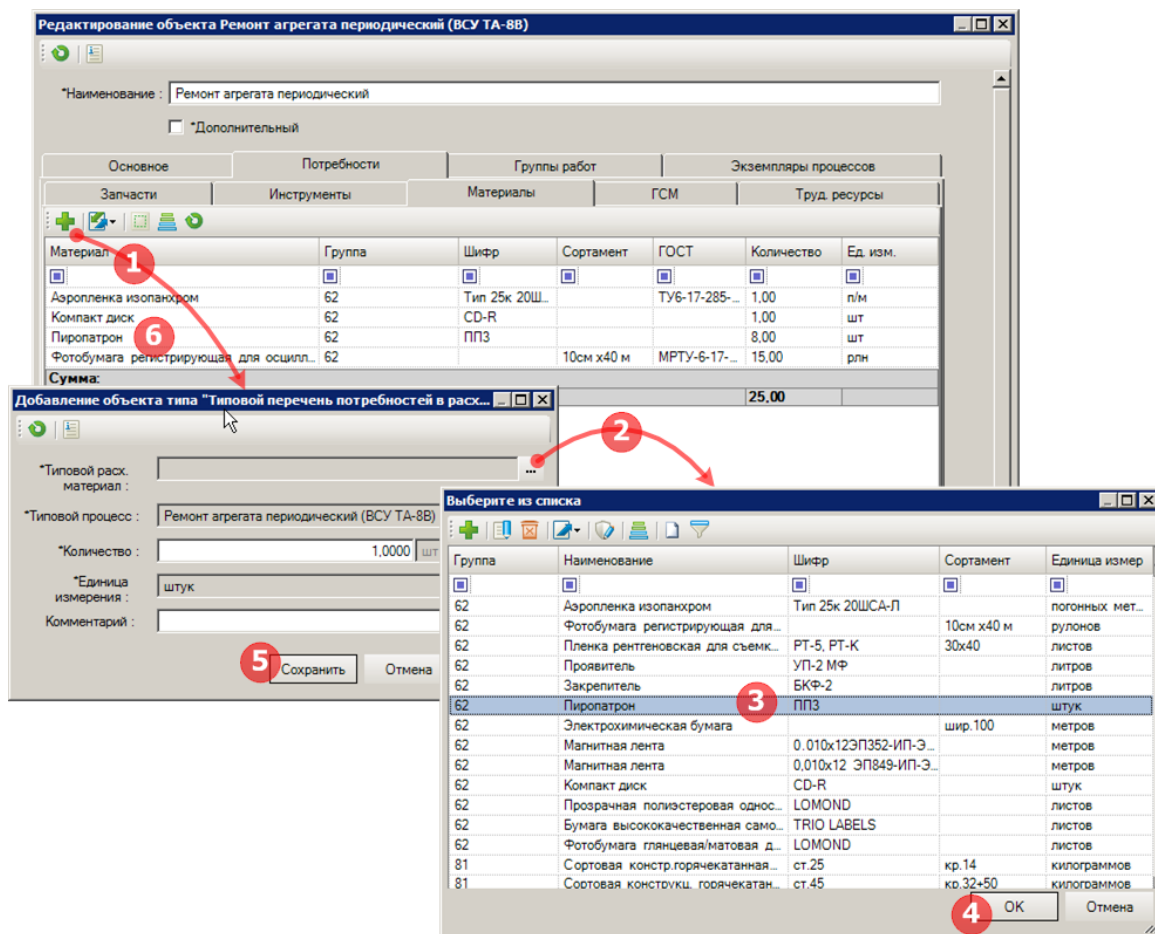 Редактирование объекта Ремонт агрегата периодический (ВСУ ТА-8В)
*Наименование : Ремонт агрегата периодический
*Дополнительный
Основное Потребности Группы работ Экземпляры процессов
Запчасти Инструменты Материалы ГСМ Труд. ресурсы
Материал Группа Шифр Сортамент ГОСТ Количество Ед. изм.
1
Аэропленка изопанхром 62 Тип 25к 20Ш... ТУ6-17-285-... 1,00 п/м
Компакт диск 62 CD-R 1,00 шт
Пиропатрон 62 ПП3 8,00 шт
6
Фотобумага регистрирующая для осцилл... 62 10см х40 м МРТУ-6-17-... 15,00 рлн
Сумма:
25,00
Добавление объекта типа "Типовой перечень потребностей в расх...
2
*Типовой расх. материал : ...
*Типовой процесс : Ремонт агрегата периодический (ВСУ ТА-8В)
*Количество : 1,0000 шт
*Единица измерения : штук
Комментарий :
5 Сохранить Отмена
Выберите из списка
Группа Наименование Шифр Сортамент Единица измер
62 Аэропленка изопанхром Тип 25к 20ШСА-Л погонных мет...
62 Фотобумага регистрирующая для... 10см х40 м рулонов
62 Пленка рентгеновская для съемк... РТ-5, РТ-К 30х40 листов
62 Проявитель УП-2 МФ литров
62 Закрепитель БКФ-2 литров
62 Пиропатрон 3 ПП3 штук
62 Электрохимическая бумага шир.100 метров
62 Магнитная лента 0.010х12ЭП352-ИП-Э... метров
62 Магнитная лента 0,010х12 ЭП849-ИП-Э... метров
62 Компакт диск CD-R штук
62 Прозрачная полиэстеровая однос... LOMOND листов
62 Бумага высококачественная само... TRIO LABELS листов
62 Фотобумага глянцевая/матовая д... LOMOND листов
81 Сортовая констр.горячекатанная... ст.25 кр.14 килограммов
81 Сортовая конструкц. горячекатан... ст.45 кр.32+50 килограммов
4 OK Отмена